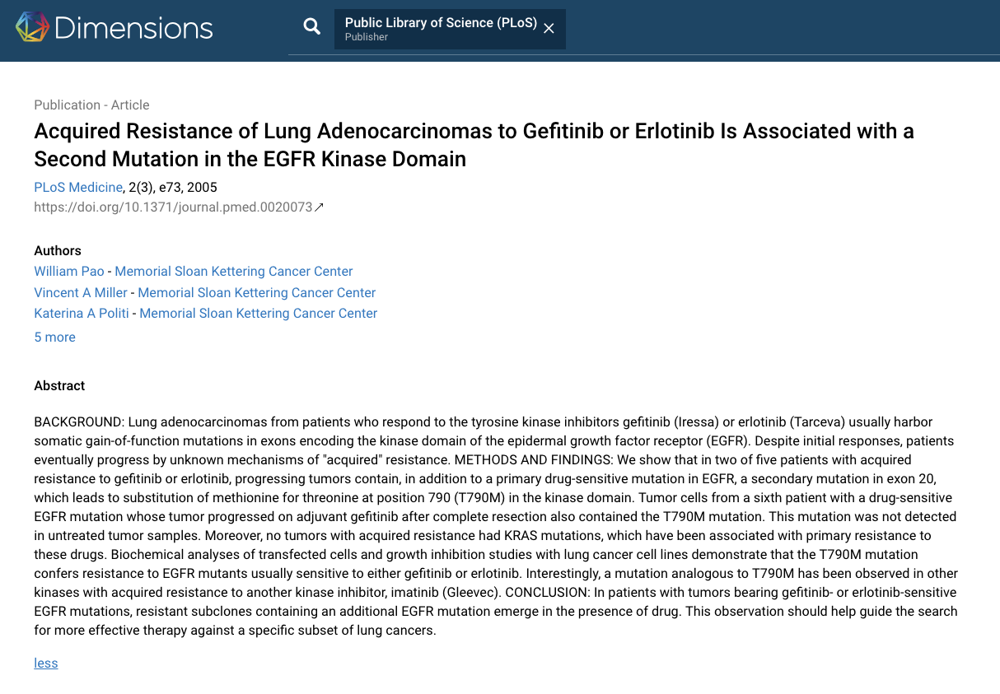 Dimensions
Public Library of Science (PLoS)
Publisher
Publication - Article
Acquired Resistance of Lung Adenocarcinomas to Gefitinib or Erlotinib Is Associated with a
Second Mutation in the EGFR Kinase Domain
PLoS Medicine, 2(3), e73, 2005
https://doi.org/10.1371/journal.pmed.0020073
Authors
William Pao - Memorial Sloan Kettering Cancer Center
Vincent A Miller - Memorial Sloan Kettering Cancer Center
Katerina A Politi - Memorial Sloan Kettering Cancer Center
5 more
Abstract
BACKGROUND: Lung adenocarcinomas from patients who respond to the tyrosine kinase inhibitors gefitinib (Iressa) or erlotinib (Tarceva) usually harbor
somatic gain-of-function mutations in exons encoding the kinase domain of the epidermal growth factor receptor (EGFR). Despite initial responses, patients
eventually progress by unknown mechanisms of "acquired" resistance. METHODS AND FINDINGS: We show that in two of five patients with acquired
resistance to gefitinib or erlotinib, progressing tumors contain, in addition to a primary drug-sensitive mutation in EGFR, a secondary mutation in exon 20,
which leads to substitution of methionine for threonine at position 790 (T790M) in the kinase domain. Tumor cells from a sixth patient with a drug-sensitive
EGFR mutation whose tumor progressed on adjuvant gefitinib after complete resection also contained the T790M mutation. This mutation was not detected
in untreated tumor samples. Moreover, no tumors with acquired resistance had KRAS mutations, which have been associated with primary resistance to
these drugs. Biochemical analyses of transfected cells and growth inhibition studies with lung cancer cell lines demonstrate that the T790M mutation
confers resistance to EGFR mutants usually sensitive to either gefitinib or erlotinib. Interestingly, a mutation analogous to T790M has been observed in other
kinases with acquired resistance to another kinase inhibitor, imatinib (Gleevec). CONCLUSION: In patients with tumors bearing gefitinib- or erlotinib-sensitive
EGFR mutations, resistant subclones containing an additional EGFR mutation emerge in the presence of drug. This observation should help guide the search
for more effective therapy against a specific subset of lung cancers.
less